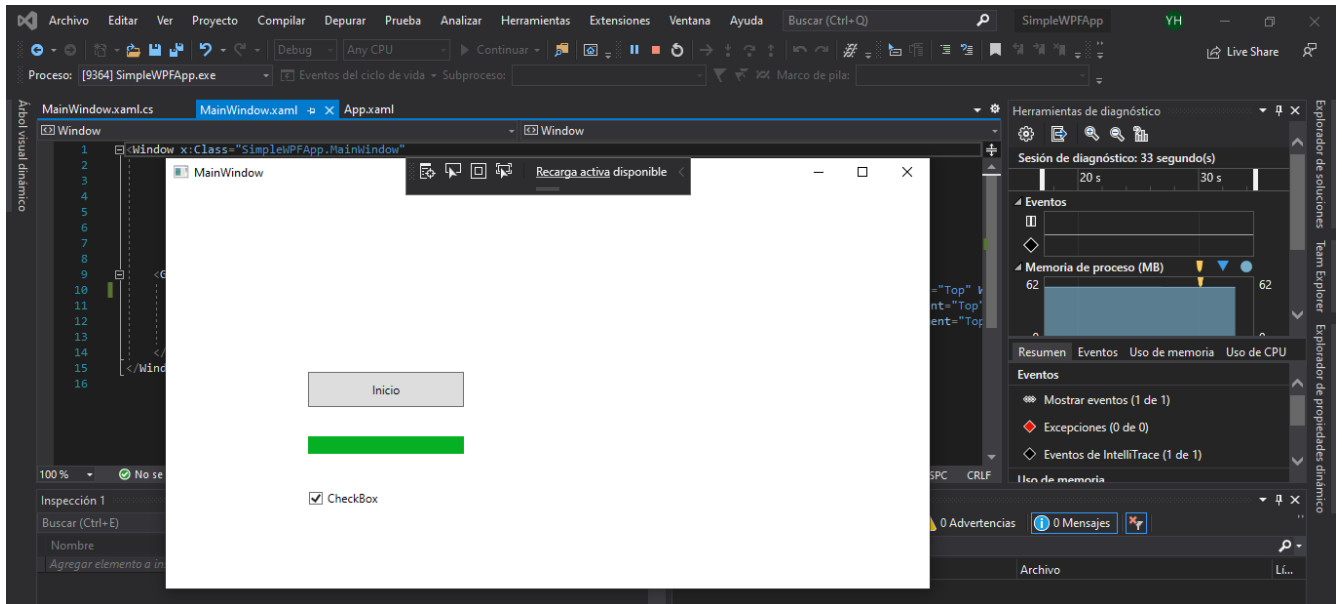 Archivo Editar Ver Proyecto Compilar Depurar Prueba Analizar Herramientas Extensiones Ventana Ayuda Buscar (Ctrl+Q) SimpleWPFApp YH
Debug Any CPU Continuar Live Share
Proceso: [9364] SimpleWPFApp.exe Eventos del ciclo de vida Subproceso: Marco de pila:
Árbol visual dinámico
MainWindow.xaml.cs MainWindow.xaml App.xaml
Window Window
1 <Window x:Class="SimpleWPFApp.MainWindow"
2
3
4
5
6
7
8
9 <G
10 ="Top" W
11 nt="Top"
12 ent="Top
13
14 </
15 </Wind
16
MainWindow
Recarga activa disponible
Inicio
CheckBox
100 % No se SPC CRLF
Herramientas de diagnóstico
Sesión de diagnóstico: 33 segundo(s)
20 s 30 s
Eventos
Memoria de proceso (MB)
62 62
0 0
Resumen Eventos Uso de memoria Uso de CPU
Eventos
Mostrar eventos (1 de 1)
Excepciones (0 de 0)
Eventos de IntelliTrace (1 de 1)
Uso de memoria
Explorador de soluciones
Team Explorer
Explorador de propiedades dinámico
Inspección 1
Buscar (Ctrl+E)
Nombre
Agregar elemento a in
0 Advertencias 0 Mensajes
Archivo Lí...